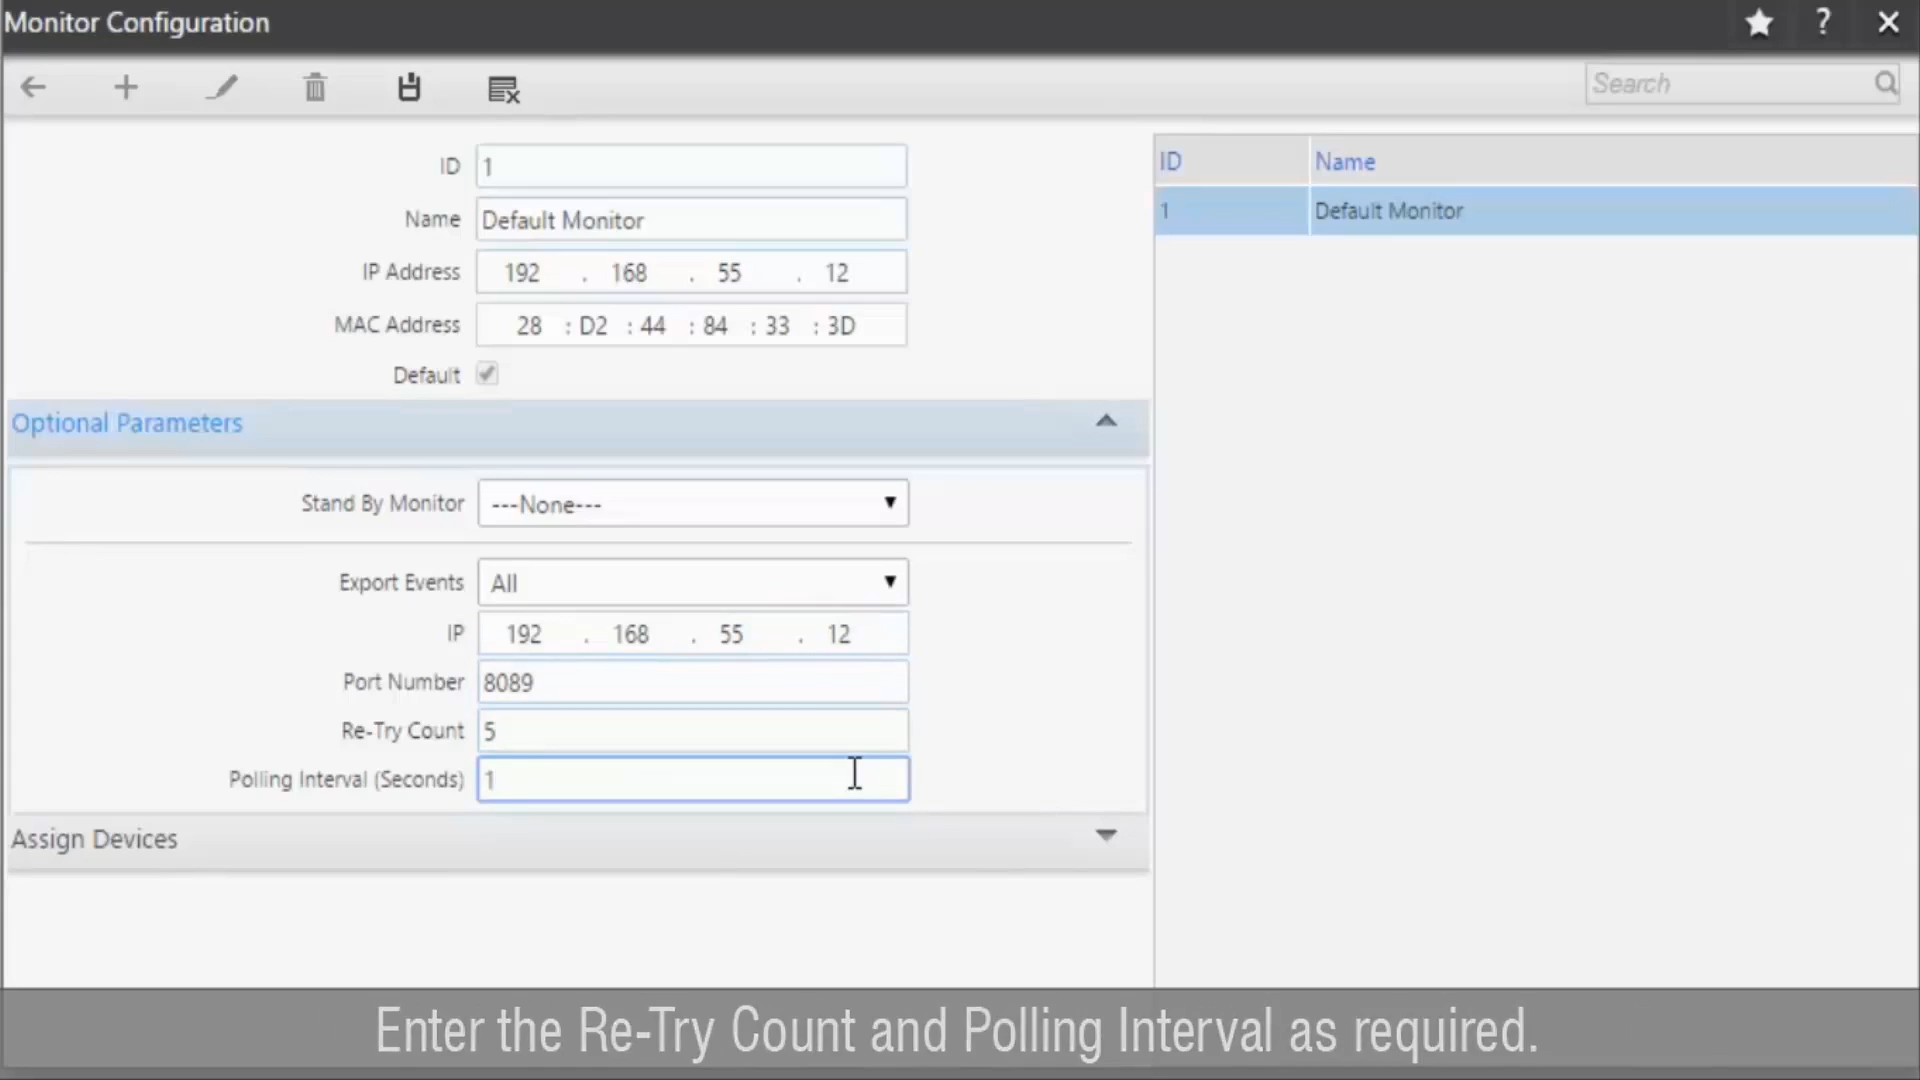 Monitor Configuration
?
Search
ID 1
Name Default Monitor
IP Address 192 . 168 . 55 . 12
MAC Address 28 : D2 : 44 : 84 : 33 : 3D
Default
Optional Parameters
Stand By Monitor ---None---
Export Events All
IP 192 . 168 . 55 . 12
Port Number 8089
Re-Try Count 5
Polling Interval (Seconds) 1
Assign Devices
ID Name
1 Default Monitor
Enter the Re-Try Count and Polling Interval as required.